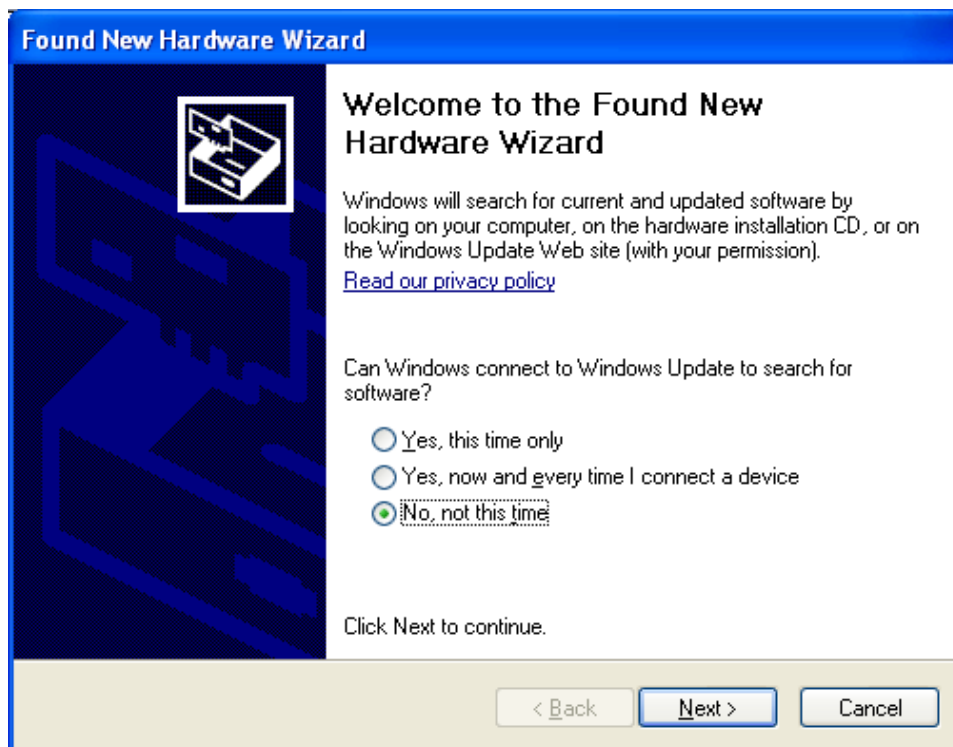 Found New Hardware Wizard
Welcome to the Found New
Hardware Wizard
Windows will search for current and updated software by
looking on your computer, on the hardware installation CD, or on
the Windows Update Web site (with your permission).
Read our privacy policy
Can Windows connect to Windows Update to search for
software?
Yes, this time only
Yes, now and every time I connect a device
No, not this time
Click Next to continue.
< Back
Next >
Cancel